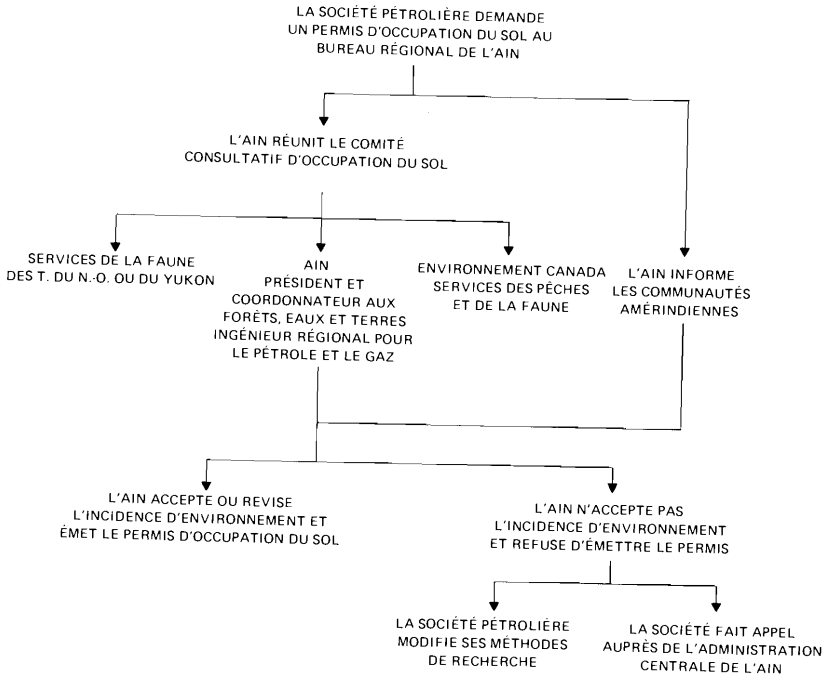 LA SOCIÉTÉ PÉTROLIÈRE DEMANDE
UN PERMIS D'OCCUPATION DU SOL AU
BUREAU RÉGIONAL DE L'AIN
L'AIN RÉUNIT LE COMITÉ
CONSULTATIF D'OCCUPATION DU SOL
SERVICES DE LA FAUNE
DES T. DU N.-O. OU DU YUKON
AIN
PRÉSIDENT ET
COORDONNATEUR AUX
FORÊTS, EAUX ET TERRES
INGÉNIEUR RÉGIONAL POUR
LE PÉTROLE ET LE GAZ
ENVIRONNEMENT CANADA
SERVICES DES PÊCHES
ET DE LA FAUNE
L'AIN INFORME
LES COMMUNAUTÉS
AMÉRINDIENNES
L'AIN ACCEPTE OU REVISE
L'INCIDENCE D'ENVIRONNEMENT ET
ÉMET LE PERMIS D'OCCUPATION DU SOL
L'AIN N'ACCEPTE PAS
L'INCIDENCE D'ENVIRONNEMENT
ET REFUSE D'ÉMETTRE LE PERMIS
LA SOCIÉTÉ PÉTROLIÈRE
MODIFIE SES MÉTHODES
DE RECHERCHE
LA SOCIÉTÉ FAIT APPEL
AUPRÈS DE L'ADMINISTRATION
CENTRALE DE L'AIN